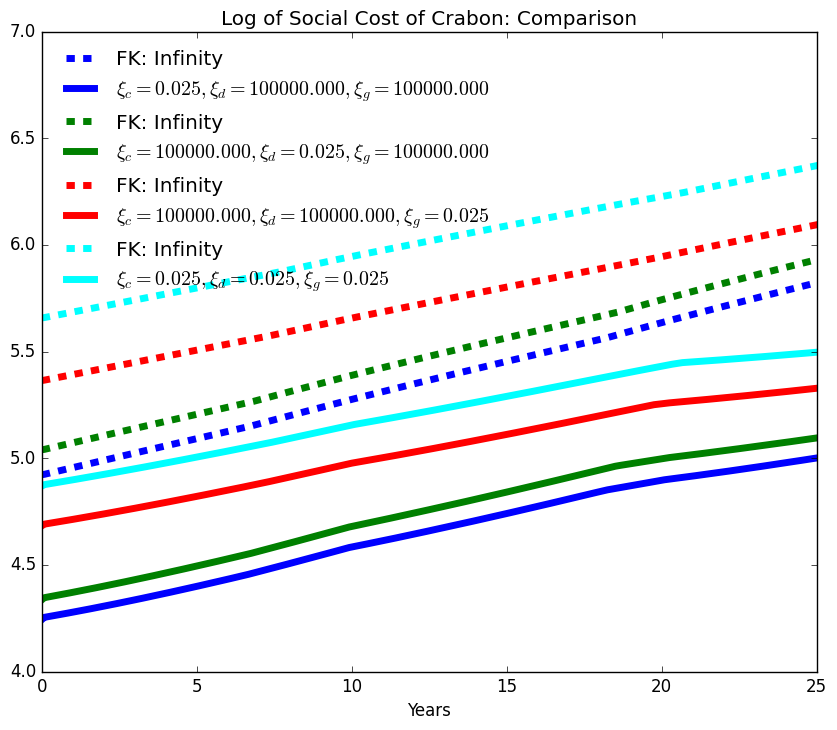 Log of Social Cost of Crabon: Comparison
7.0
6.5
6.0
5.5
5.0
4.5
4.0
FK: Infinity
ξc = 0.025, ξd = 100000.000, ξg = 100000.000
FK: Infinity
ξc = 100000.000, ξd = 0.025, ξg = 100000.000
FK: Infinity
ξc = 100000.000, ξd = 100000.000, ξg = 0.025
FK: Infinity
ξc = 0.025, ξd = 0.025, ξg = 0.025
0 5 10 15 20 25
Years